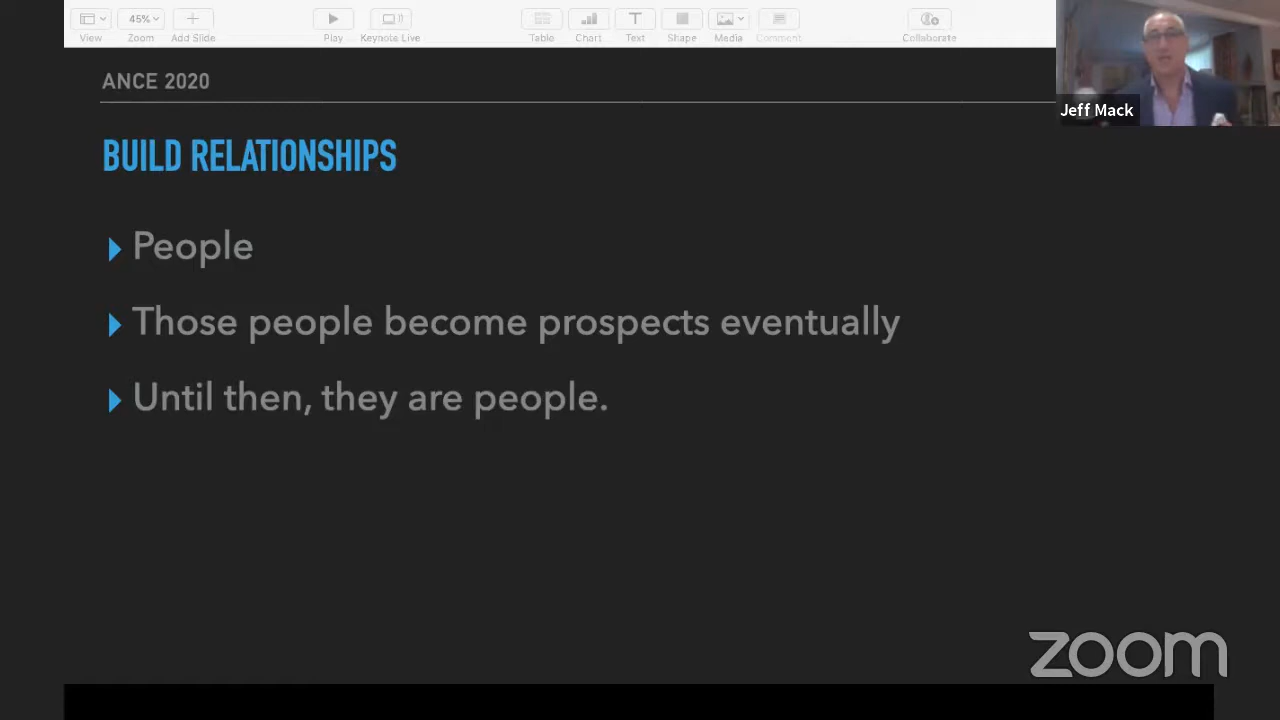 45%
View
Zoom
Add Slide
Play
Keynote Live
Table
Chart
T
Text
Shape
Media
Comment
Collaborate
ANCE 2020
Jeff Mack
BUILD RELATIONSHIPS
People
Those people become prospects eventually
Until then, they are people.
zoom